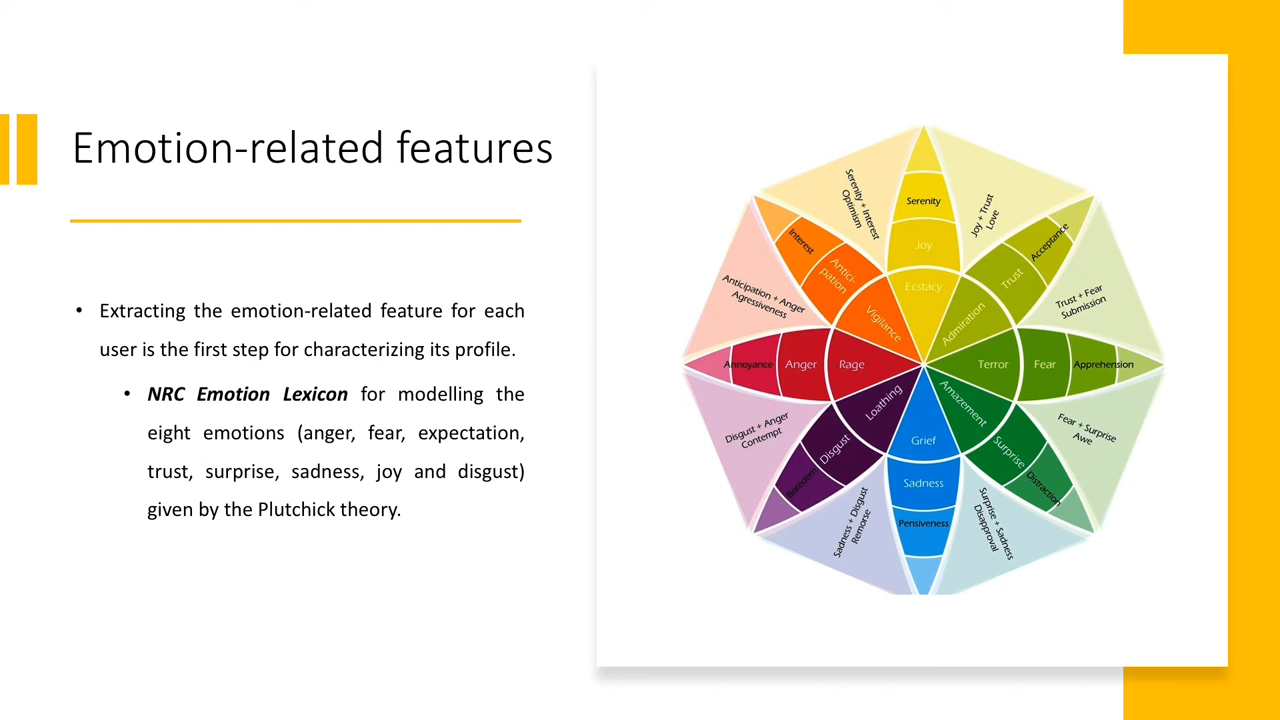 Emotion-related features
• Extracting the emotion-related feature for each
user is the first step for characterizing its profile.
• NRC Emotion Lexicon for modelling the
eight emotions (anger, fear, expectation,
trust, surprise, sadness, joy and disgust)
given by the Plutchick theory.
Serenity + Interest
Optimism
Serenity
Joy
Ecstacy
Joy + Trust
Love
Interest
Antici-
pation
Vigilance
Acceptance
Trust
Admiration
Anticipation + Anger
Agressiveness
Trust + Fear
Submission
Annoyance
Anger
Rage
Terror
Fear
Apprehension
Disgust + Anger
Contempt
Loathing
Disgust
Boredom
Grief
Sadness
Pensiveness
Amazement
Surprise
Distraction
Fear + Surprise
Awe
Sadness + Disgust
Remorse
Surprise + Sadness
Disapproval